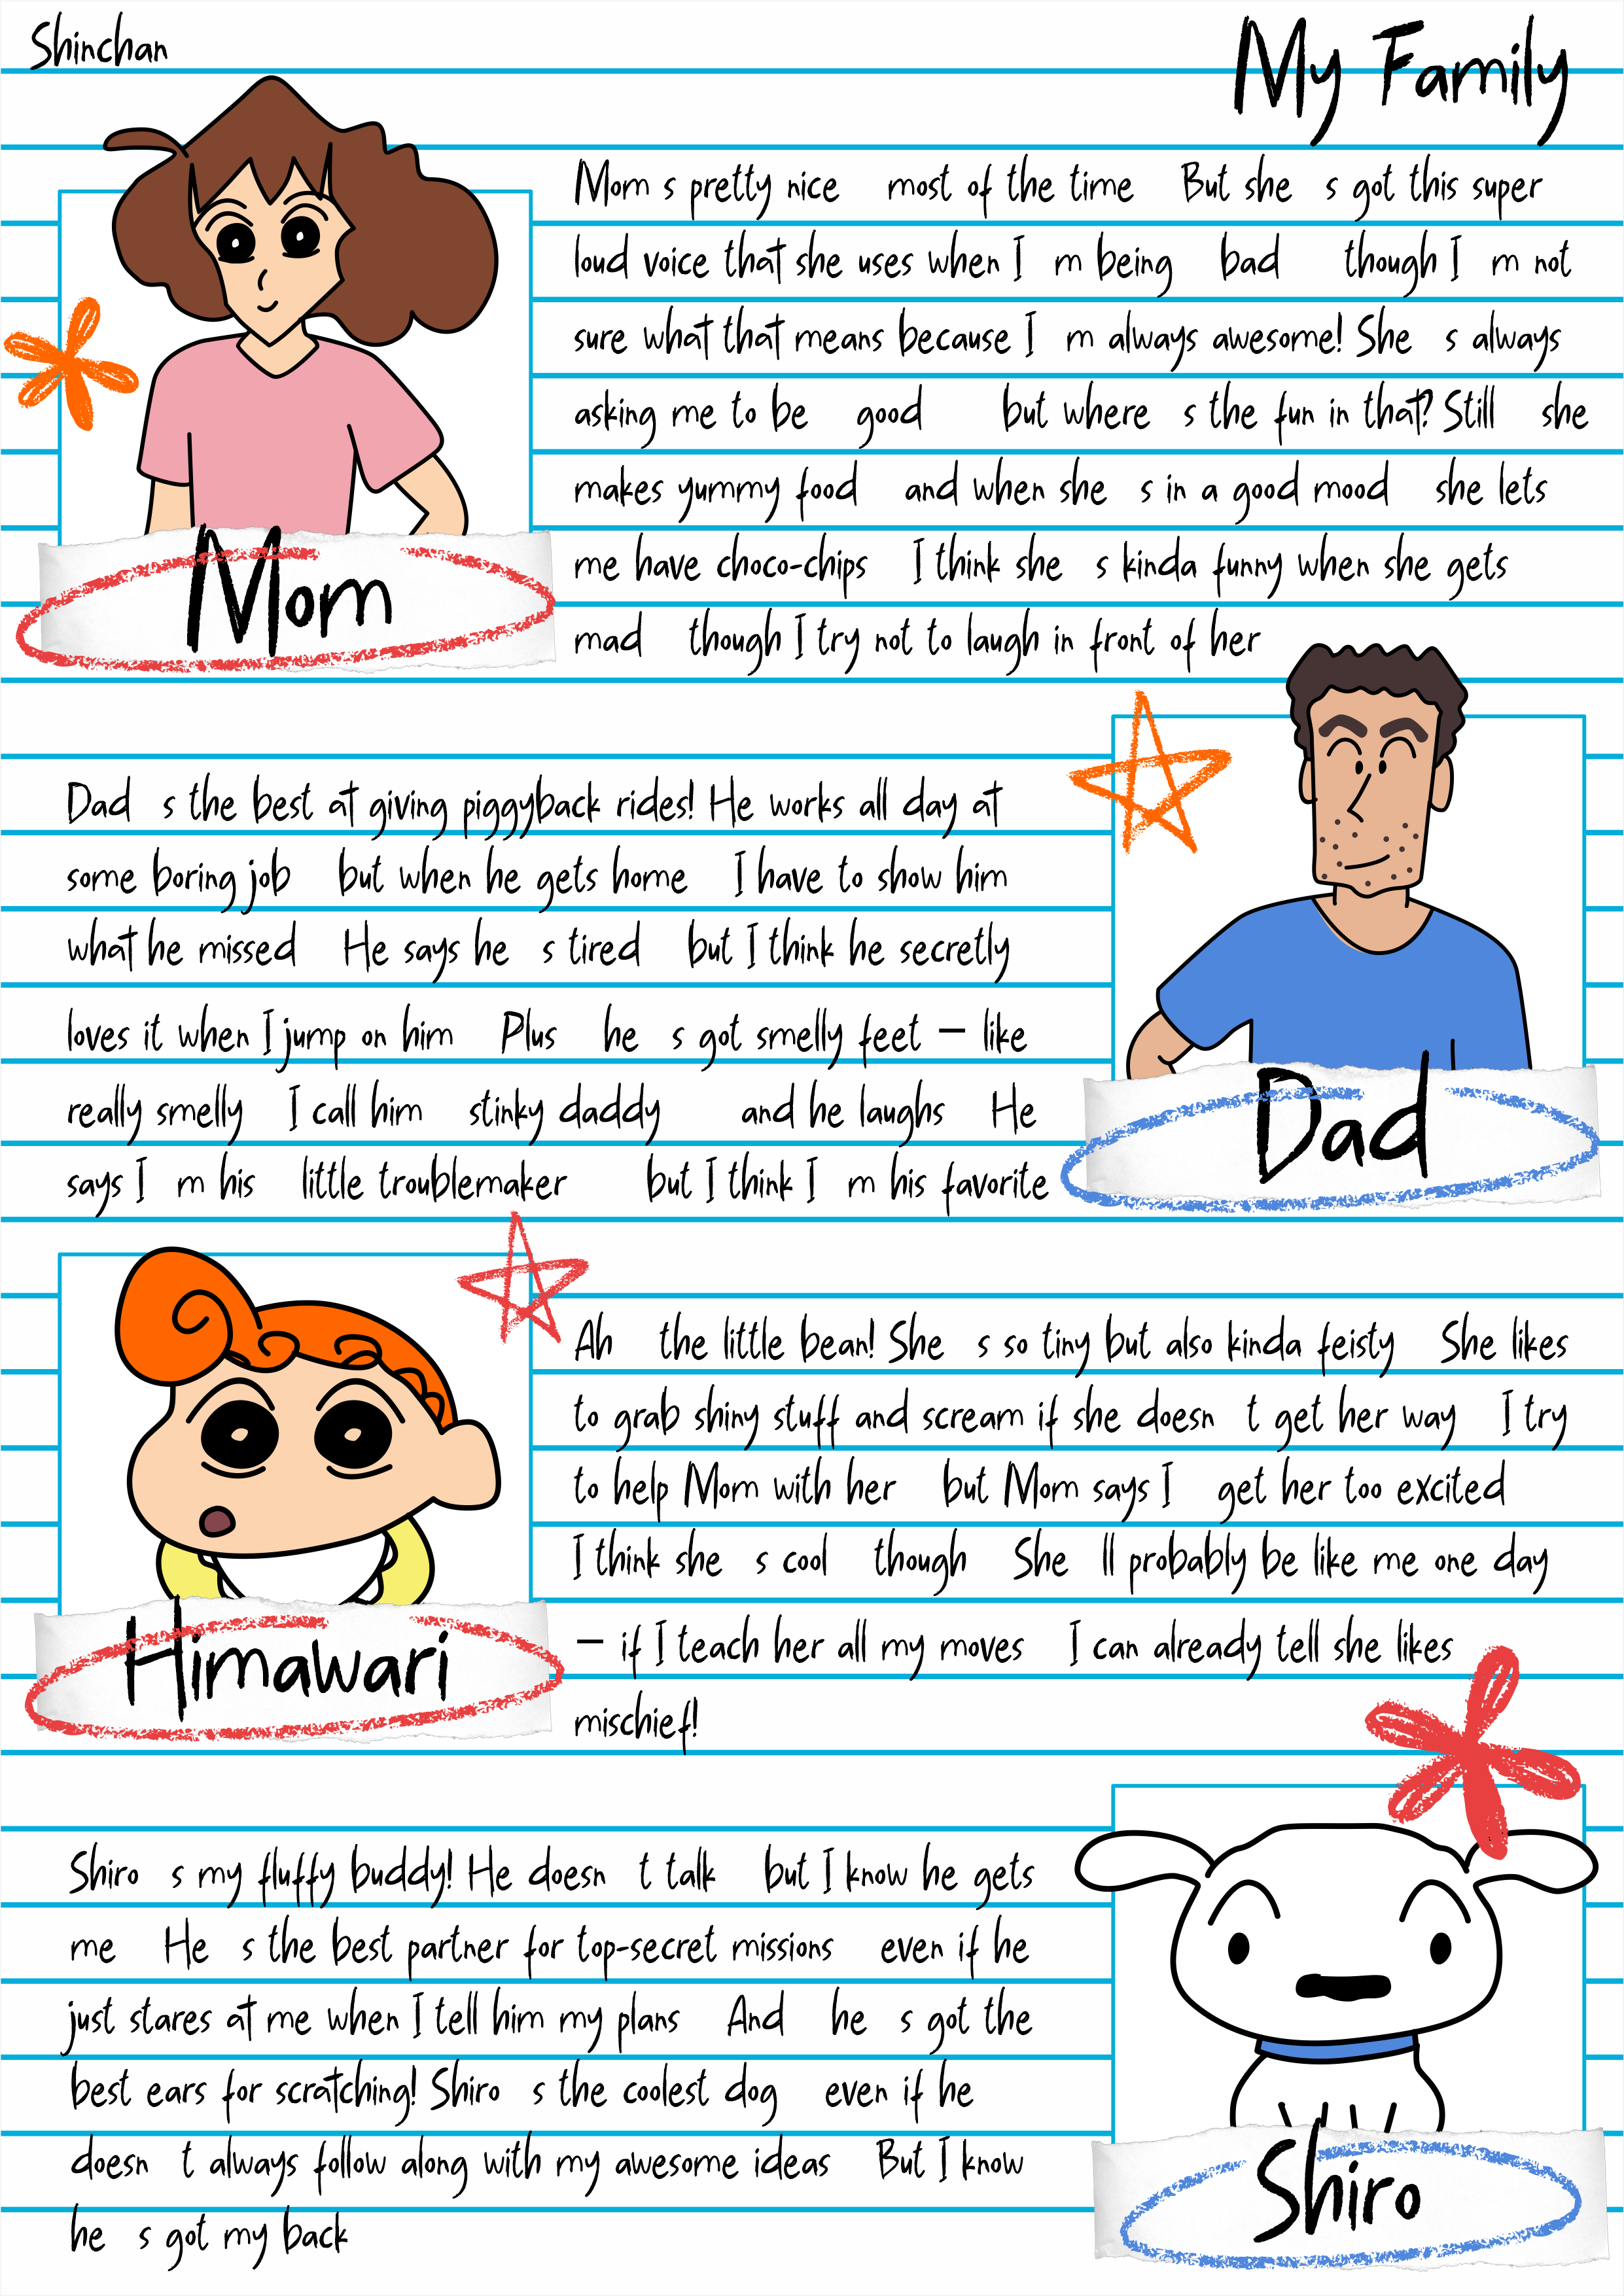 Shinchan
My Family
Mom s pretty nice most of the time But she s got this super
loud voice that she uses when I m being bad though I m not
sure what that means because I m always awesome! She s always
asking me to be good but where s the fun in that? Still she
makes yummy food and when she s in a good mood she lets
me have choco-chips I think she s kinda funny when she gets
mad though I try not to laugh in front of her
Mom
Dad s the best at giving piggyback rides! He works all day at
some boring job but when he gets home I have to show him
what he missed He says he s tired but I think he secretly
loves it when I jump on him Plus he s got smelly feet – like
really smelly I call him stinky daddy and he laughs He
says I m his little troublemaker but I think I m his favorite
Dad
Ah the little bean! She s so tiny but also kinda feisty She likes
to grab shiny stuff and scream if she doesn t get her way I try
to help Mom with her but Mom says I get her too excited
I think she s cool though She ll probably be like me one day
– if I teach her all my moves I can already tell she likes
mischief!
Himawari
Shiro s my fluffy buddy! He doesn t talk but I know he gets
me He s the best partner for top-secret missions even if he
just stares at me when I tell him my plans And he s got the
best ears for scratching! Shiro s the coolest dog even if he
doesn t always follow along with my awesome ideas But I know
he s got my back
Shiro